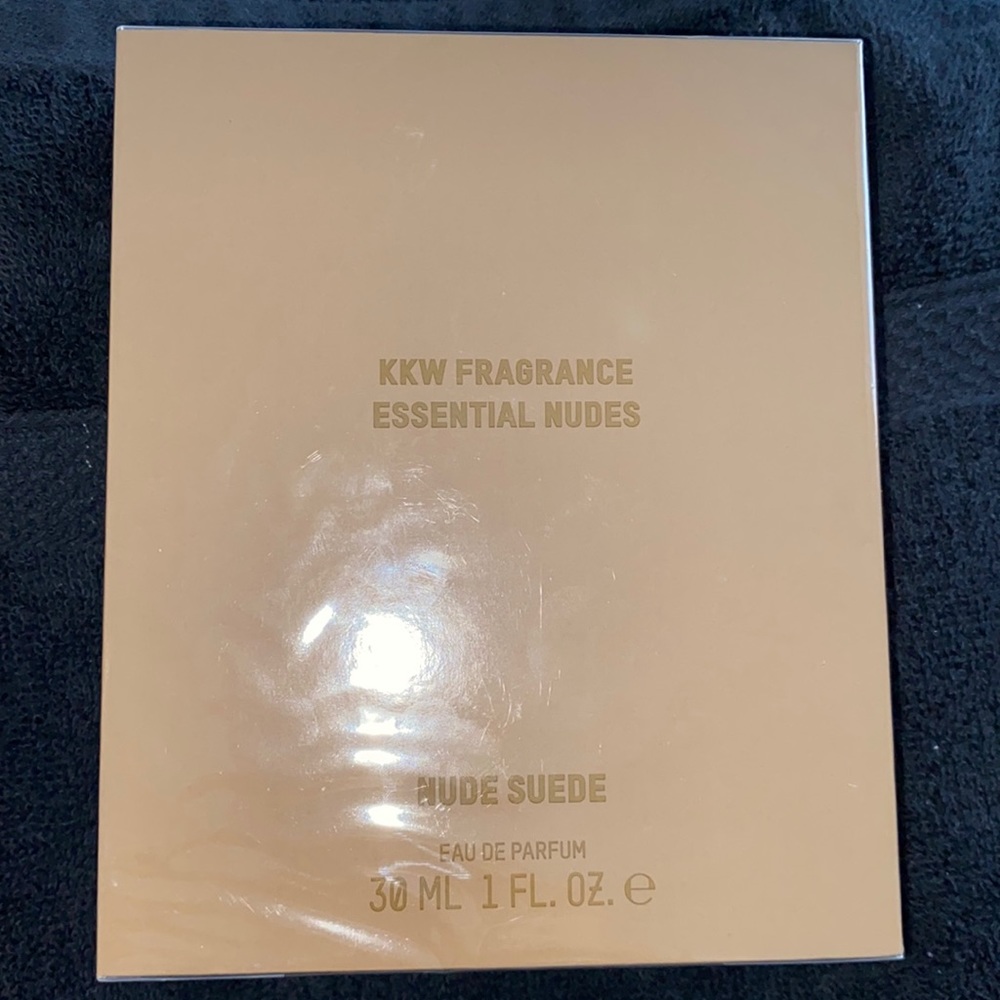 KKW FRAGRANCE
ESSENTIAL NUDES
NUDE SUEDE
EAU DE PARFUM
30 ML 1 FL. OZ. ℮